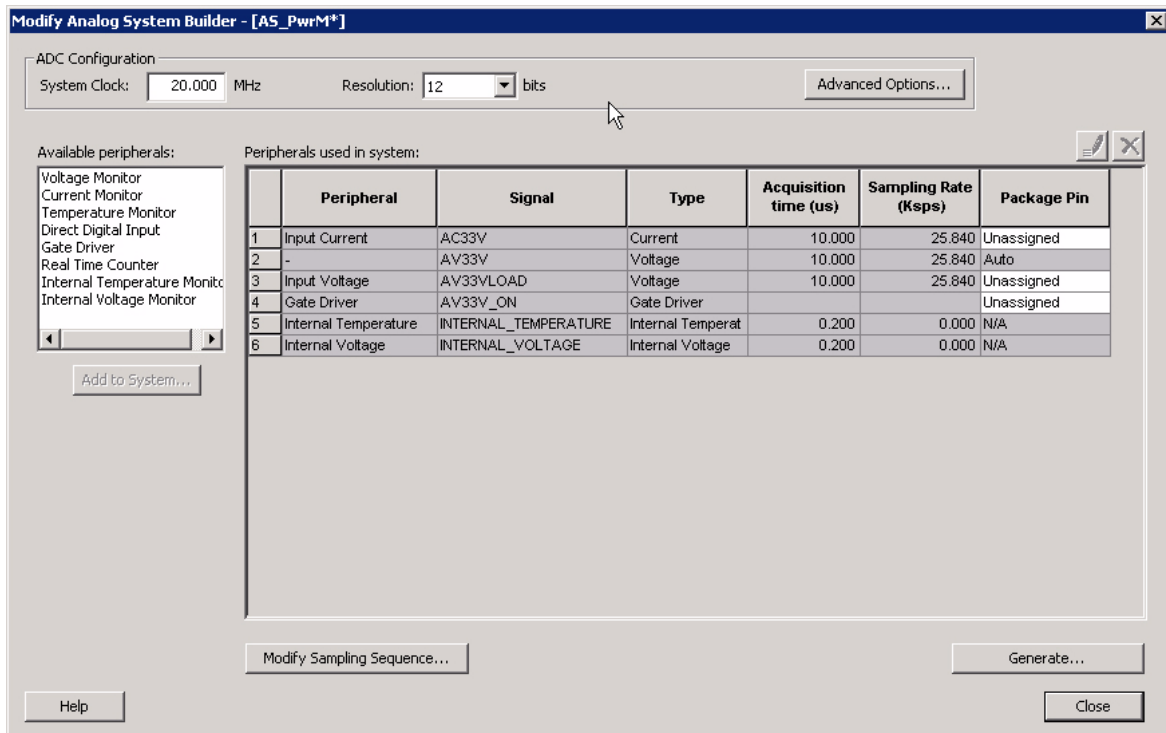 Modify Analog System Builder - [AS_PwrM*]
ADC Configuration
System Clock: 20.000 MHz Resolution: 12 bits Advanced Options...
Available peripherals:
Voltage Monitor
Current Monitor
Temperature Monitor
Direct Digital Input
Gate Driver
Real Time Counter
Internal Temperature Monito
Internal Voltage Monitor
Add to System...
Peripherals used in system:
Peripheral Signal Type Acquisition time (us) Sampling Rate (Ksps) Package Pin
1 Input Current AC33V Current 10.000 25.840 Unassigned
2 - AV33V Voltage 10.000 25.840 Auto
3 Input Voltage AV33VLOAD Voltage 10.000 25.840 Unassigned
4 Gate Driver AV33V_ON Gate Driver Unassigned
5 Internal Temperature INTERNAL_TEMPERATURE Internal Temperat 0.200 0.000 N/A
6 Internal Voltage INTERNAL_VOLTAGE Internal Voltage 0.200 0.000 N/A
Modify Sampling Sequence... Generate...
Help Close